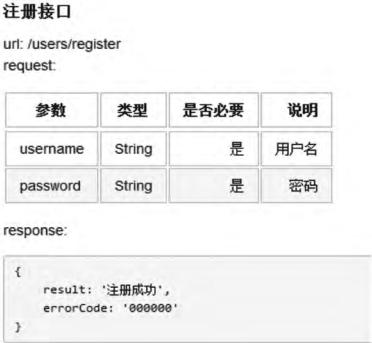 注册接口
url: /users/register
request:
参数 类型 是否必要 说明
username String 是 用户名
password String 是 密码
response:
{
result: '注册成功',
errorCode: '000000'
}